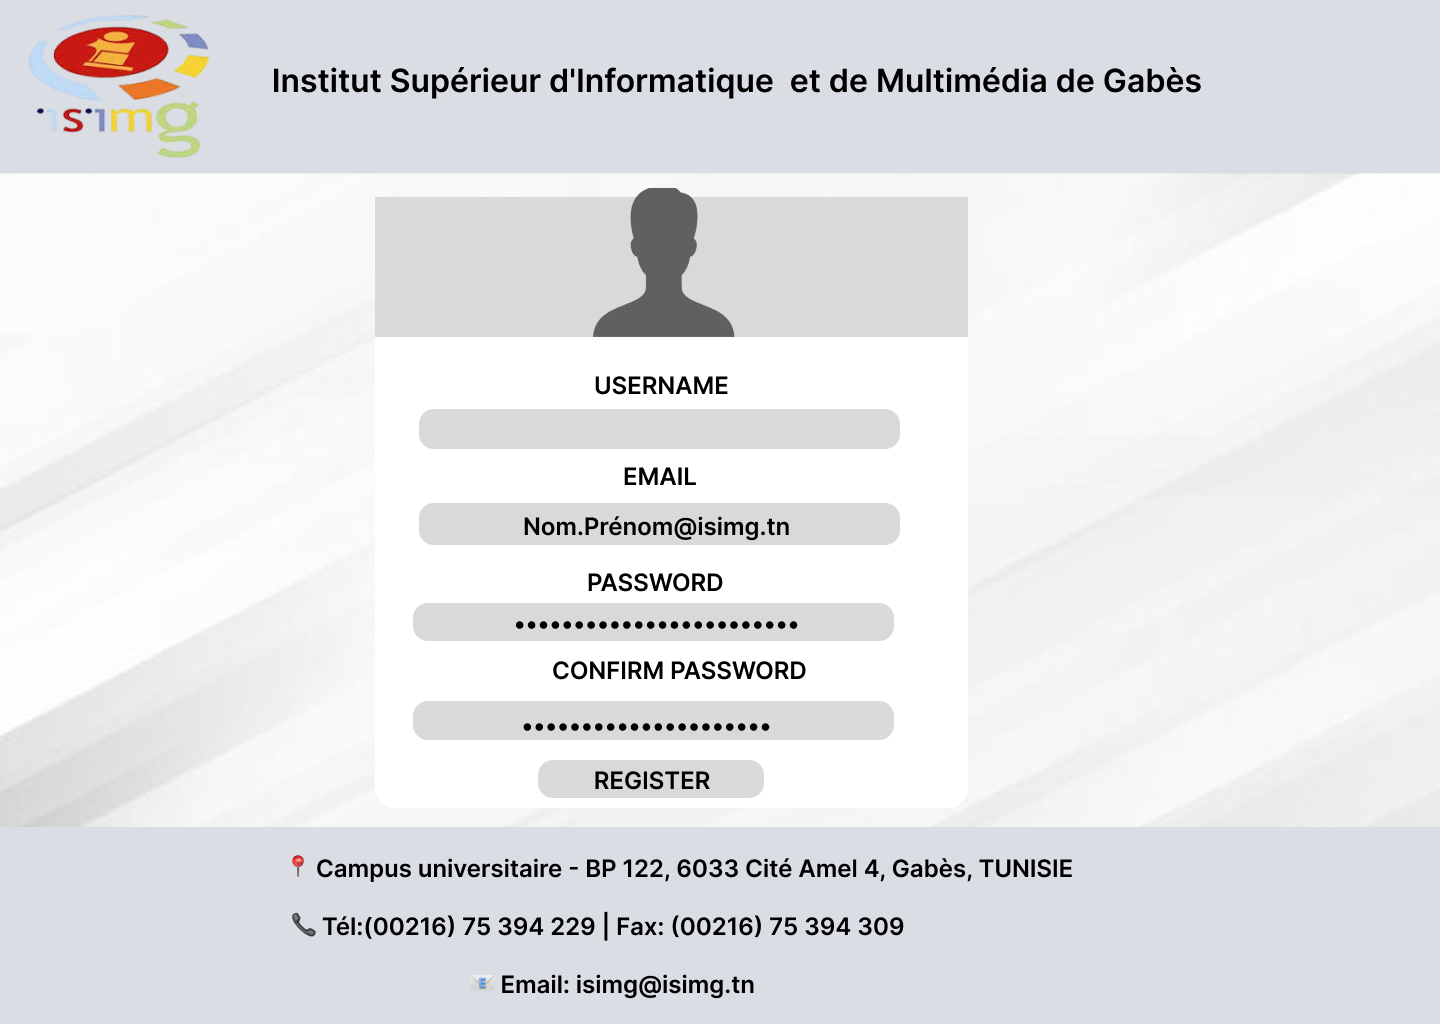 isimg
Institut Supérieur d'Informatique  et de Multimédia de Gabès
USERNAME
EMAIL
Nom.Prénom@isimg.tn
PASSWORD
••••••••••••••••••••••••
CONFIRM PASSWORD
•••••••••••••••••••••
REGISTER
📍 Campus universitaire - BP 122, 6033 Cité Amel 4, Gabès, TUNISIE
📞 Tél:(00216) 75 394 229 | Fax: (00216) 75 394 309
📧 Email: isimg@isimg.tn